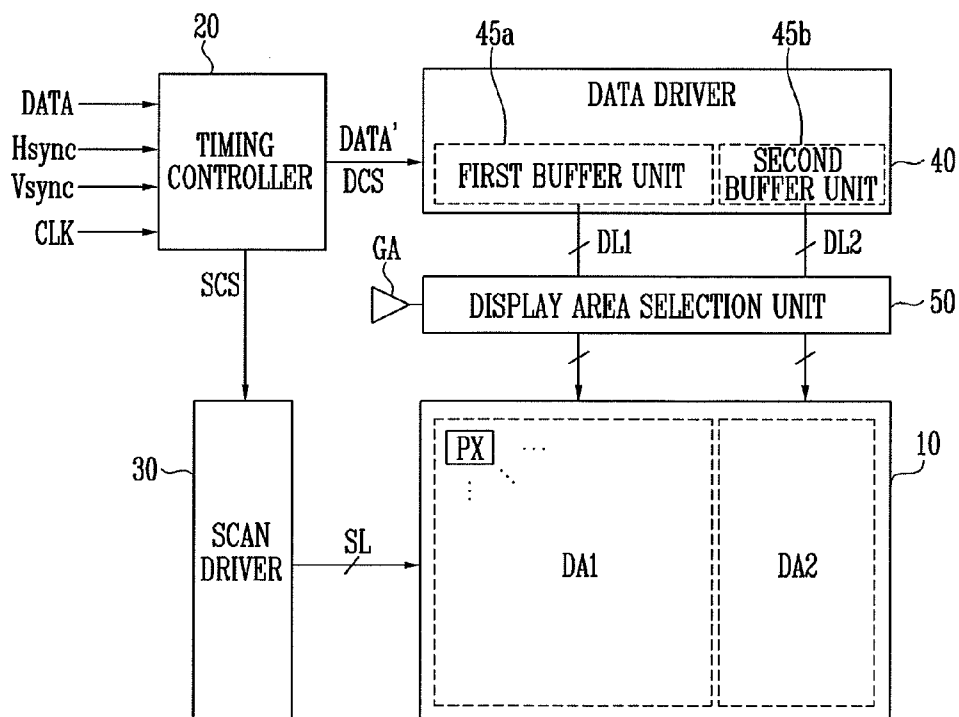 20
45a
45b
DATA
Hsync
Vsync
CLK
TIMING
CONTROLLER
DATA'
DCS
DATA DRIVER
FIRST BUFFER UNIT
SECOND
BUFFER UNIT
40
SCS
GA
DL1
DL2
DISPLAY AREA SELECTION UNIT
50
30
SCAN
DRIVER
SL
PX
DA1
DA2
10